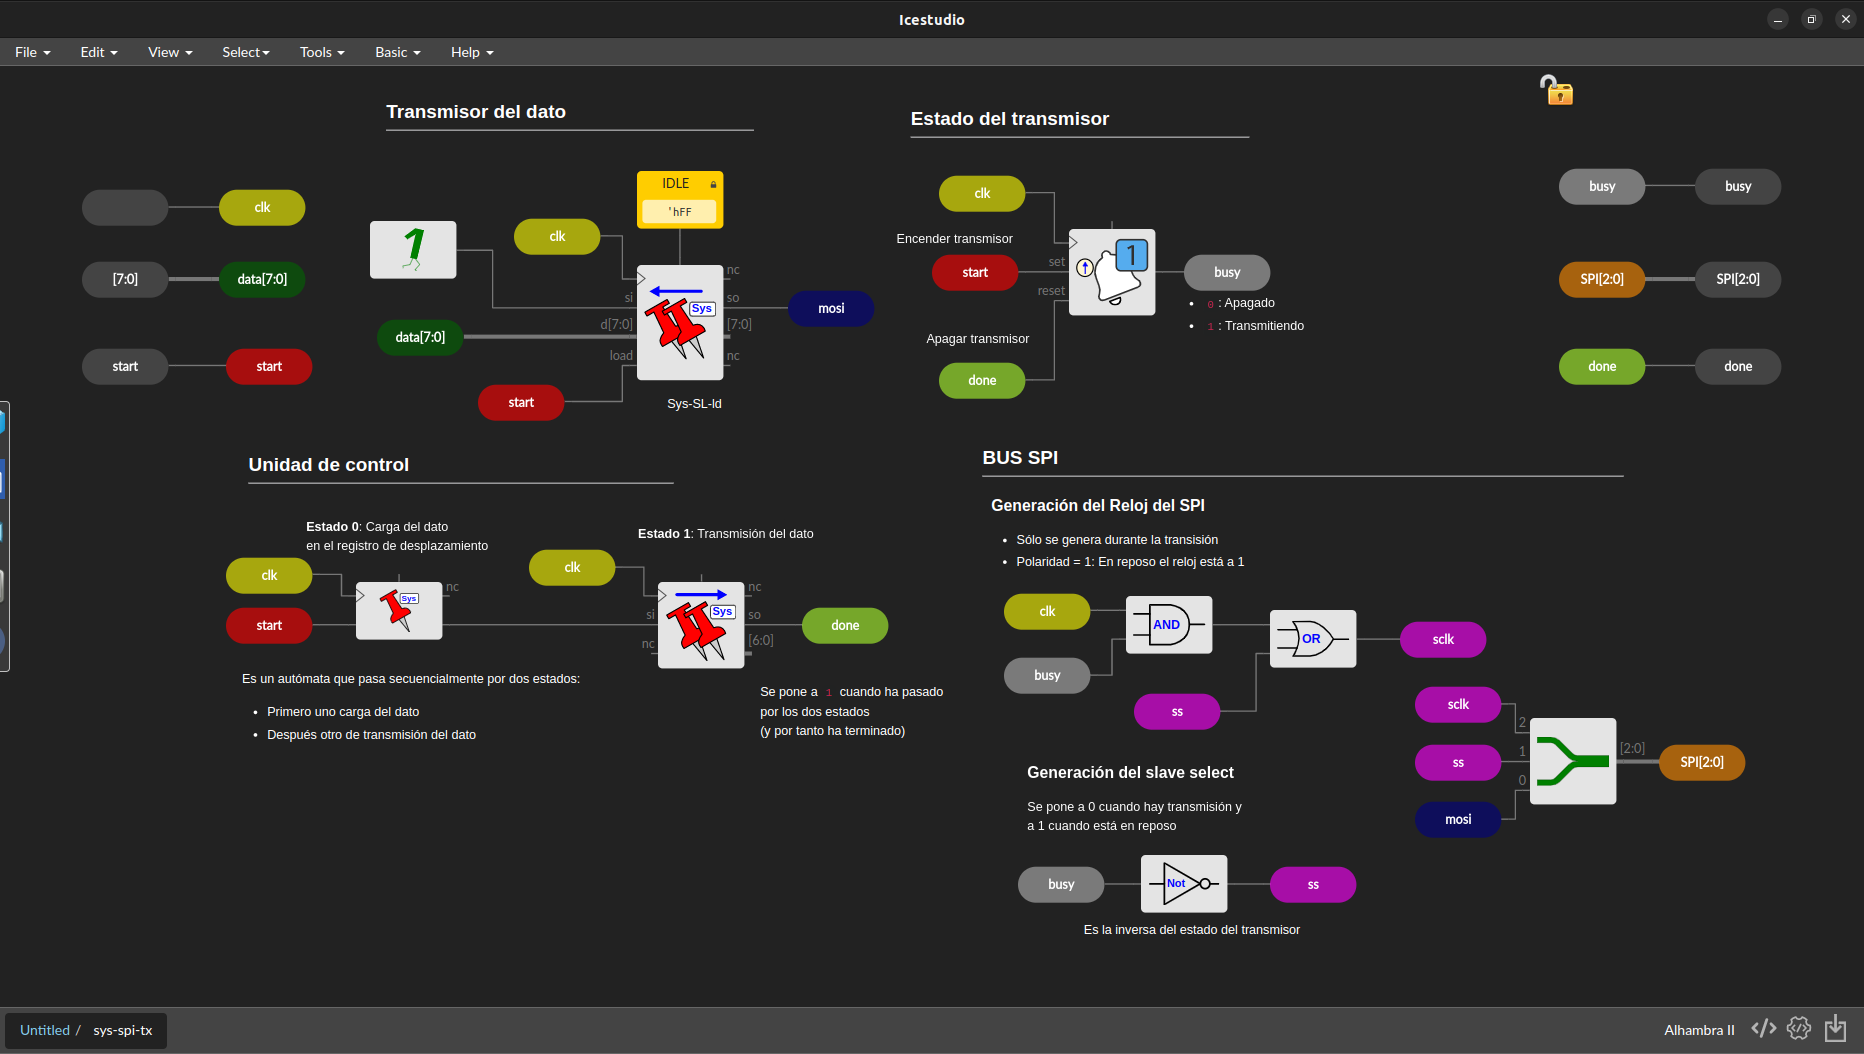 Icestudio
File
Edit
View
Select
Tools
Basic
Help
Transmisor del dato
clk
[7:0]
data[7:0]
start
start
1
clk
IDLE
'hFF
data[7:0]
start
si
d[7:0]
load
Sys
nc
so
[7:0]
nc
mosi
Sys-SL-ld
Estado del transmisor
clk
Encender transmisor
start
set
reset
1
busy
0 : Apagado
1 : Transmitiendo
Apagar transmisor
done
busy
busy
SPI[2:0]
SPI[2:0]
done
done
Unidad de control
Estado 0: Carga del dato
en el registro de desplazamiento
clk
start
Sys
nc
Estado 1: Transmisión del dato
clk
si
nc
Sys
nc
so
[6:0]
done
Es un autómata que pasa secuencialmente por dos estados:
Primero uno carga del dato
Después otro de transmisión del dato
Se pone a 1 cuando ha pasado
por los dos estados
(y por tanto ha terminado)
BUS SPI
Generación del Reloj del SPI
Sólo se genera durante la transisión
Polaridad = 1: En reposo el reloj está a 1
clk
busy
AND
ss
OR
sclk
sclk
ss
mosi
2
1
0
[2:0]
SPI[2:0]
Generación del slave select
Se pone a 0 cuando hay transmisión y
a 1 cuando está en reposo
busy
Not
ss
Es la inversa del estado del transmisor
Untitled / sys-spi-tx
Alhambra II